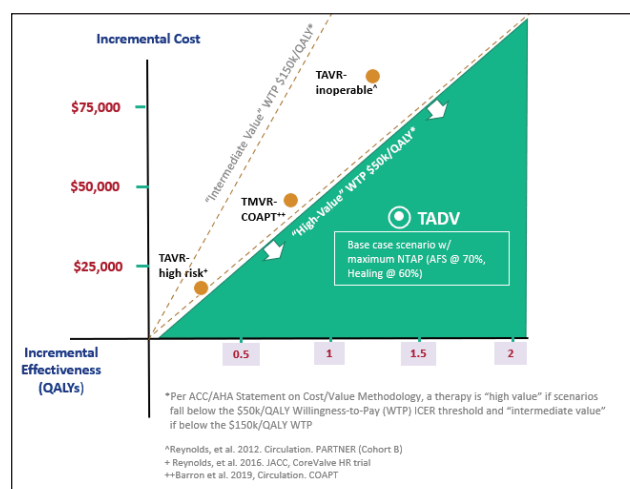 Incremental Cost
$75,000
$50,000
$25,000
"Intermediate Value" WTP $150k/QALY*
TAVR-
inoperable^
"High-Value" WTP $50k/QALY*
TMVR-
COAPT++
TADV
Base case scenario w/
maximum NTAP (AFS @ 70%,
Healing @ 60%)
TAVR-
high risk+
Incremental
Effectiveness
(QALYs)
0.5
1
1.5
2
*Per ACC/AHA Statement on Cost/Value Methodology, a therapy is "high value" if scenarios
fall below the $50k/QALY Willingness-to-Pay (WTP) ICER threshold and "intermediate value"
if below the $150k/QALY WTP
^Reynolds, et al. 2012. Circulation. PARTNER (Cohort B)
+ Reynolds, et al. 2016. JACC, CoreValve HR trial
++Barron et al. 2019, Circulation. COAPT